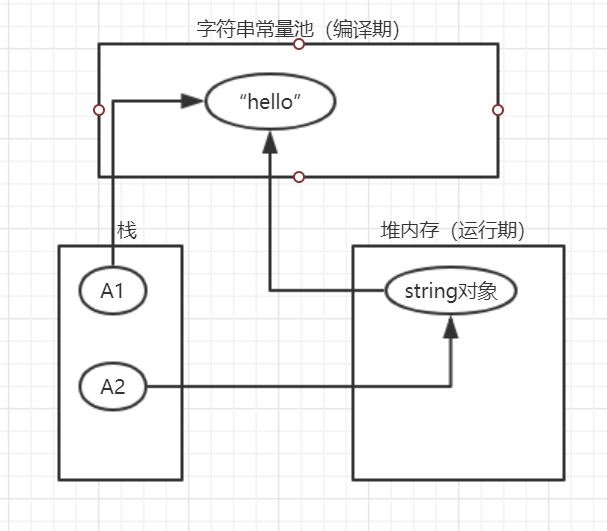 字符串常量池（编译期）
“hello”
栈
堆内存（运行期）
A1
string对象
A2